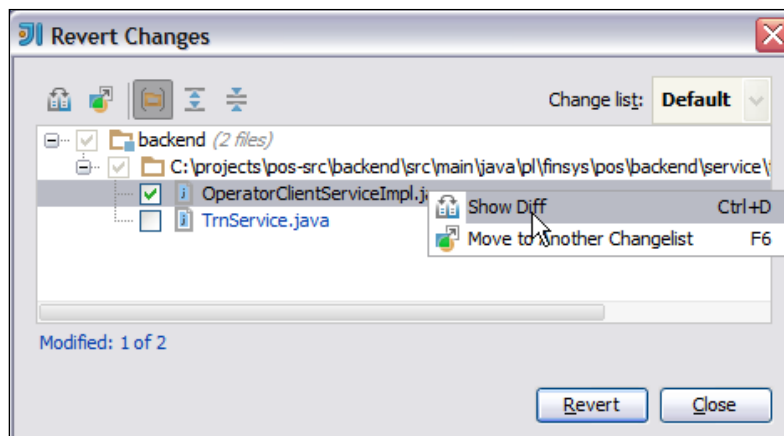 Revert Changes
Change list: Default
backend (2 files)
C:\projects\pos-src\backend\src\main\java\pl\finsys\pos\backend\service\
OperatorClientServiceImpl.j
Show Diff Ctrl+D
TrnService.java
Move to Another Changelist F6
Modified: 1 of 2
Revert Close